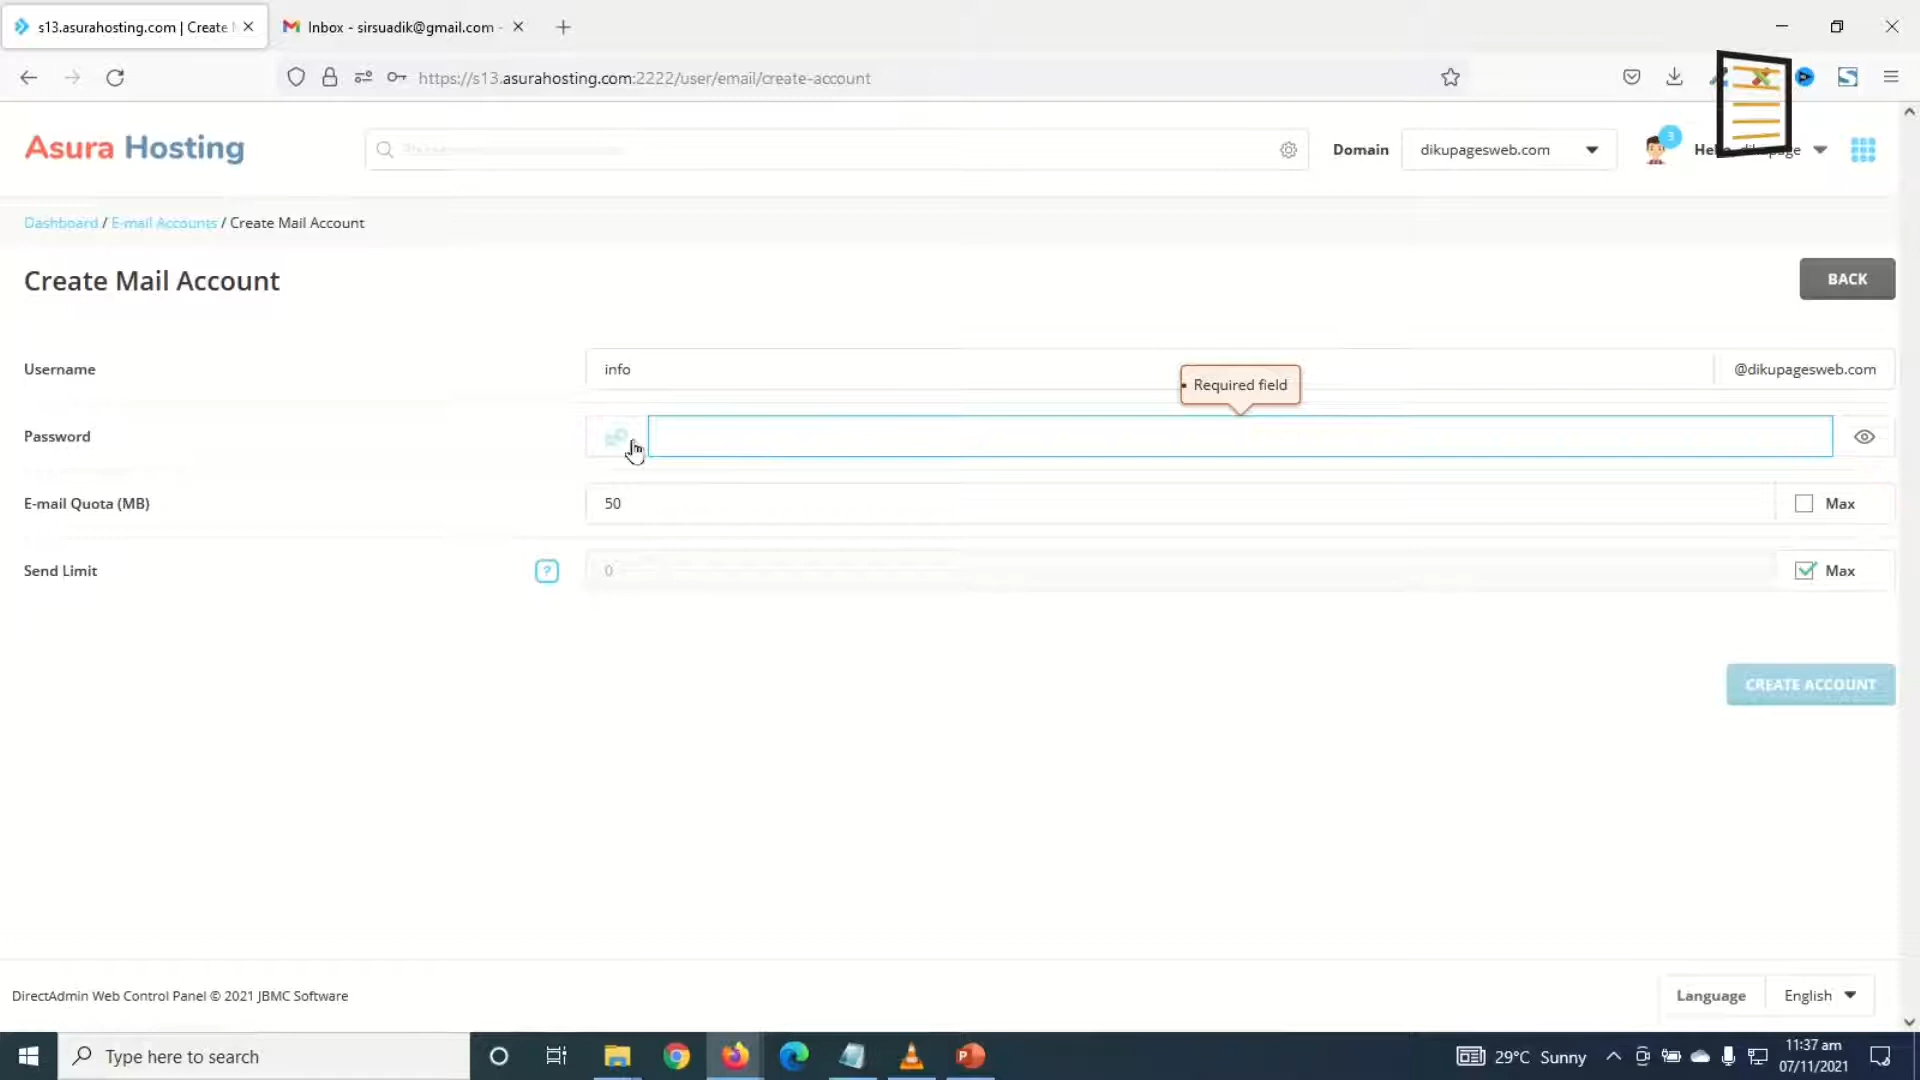 s13.asurahosting.com | Create
Inbox - sirsuadik@gmail.com -
https://s13.asurahosting.com:2222/user/email/create-account
Asura Hosting
Domain
dikupagesweb.com
3
Dashboard / E-mail Accounts / Create Mail Account
Create Mail Account
BACK
Username
info
@dikupagesweb.com
• Required field
Password
E-mail Quota (MB)
50
Max
Send Limit
?
0
Max
CREATE ACCOUNT
DirectAdmin Web Control Panel © 2021 JBMC Software
Language
English
Type here to search
29°C Sunny
11:37 am
07/11/2021